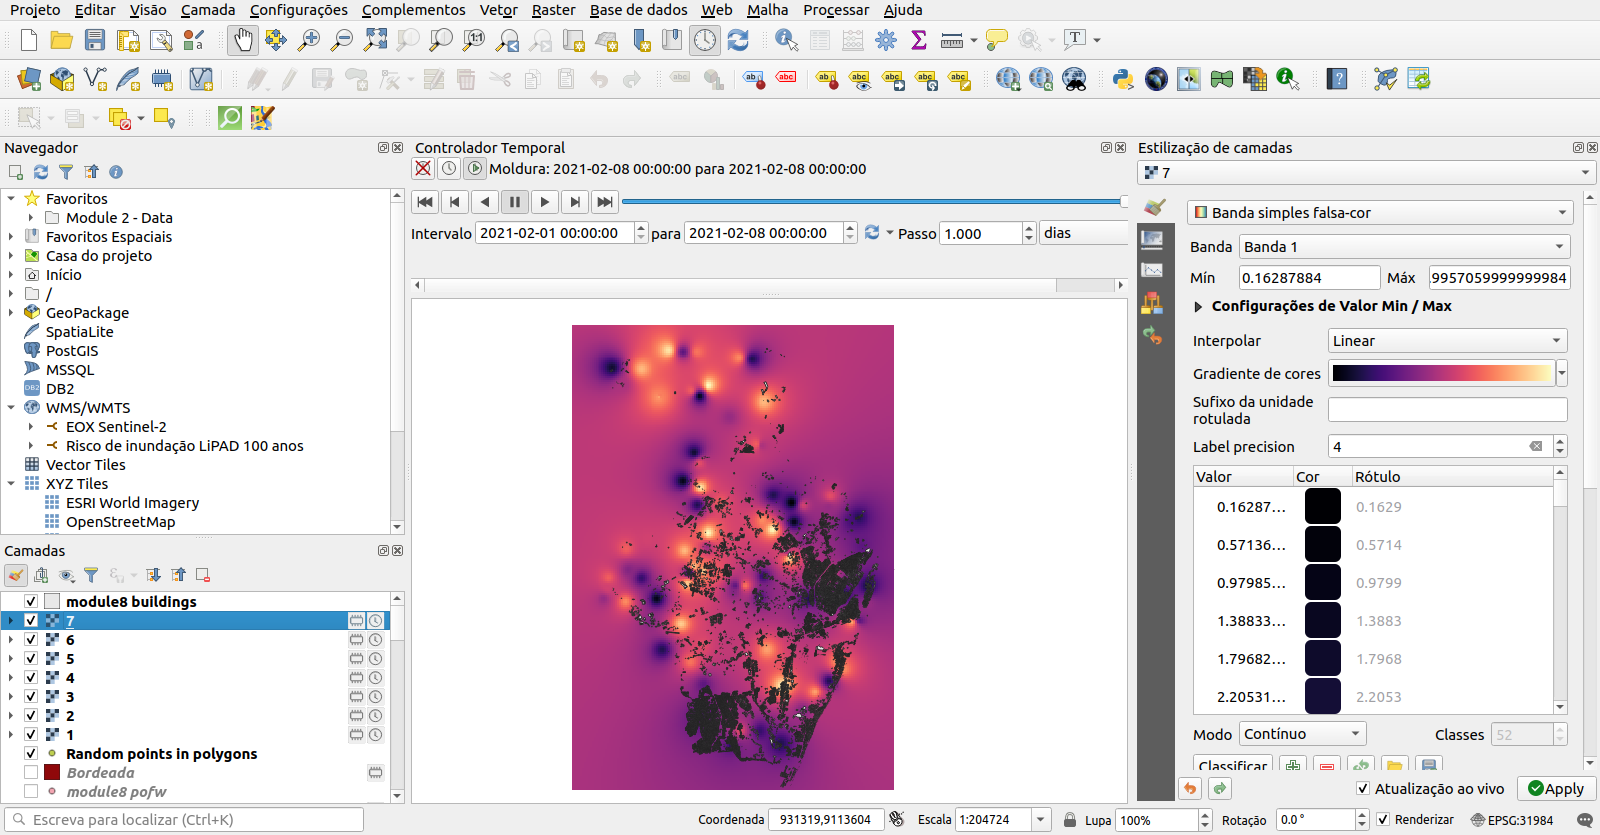 Projeto Editar Visão Camada Configurações Complementos Vetor Raster Base de dados Web Malha Processar Ajuda
Navegador
Favoritos
Module 2 - Data
Favoritos Espaciais
Casa do projeto
Início
/
GeoPackage
SpatiaLite
PostGIS
MSSQL
DB2
WMS/WMTS
EOX Sentinel-2
Risco de inundação LiPAD 100 anos
Vector Tiles
XYZ Tiles
ESRI World Imagery
OpenStreetMap
Camadas
module8 buildings
7
6
5
4
3
2
1
Random points in polygons
Bordeada
module8 pofw
Controlador Temporal
Moldura: 2021-02-08 00:00:00 para 2021-02-08 00:00:00
Intervalo 2021-02-01 00:00:00 para 2021-02-08 00:00:00 Passo 1.000 dias
Estilização de camadas
7
Banda simples falsa-cor
Banda Banda 1
Mín 0.16287884 Máx .9957059999999984
Configurações de Valor Min / Max
Interpolar Linear
Gradiente de cores
Sufixo da unidade
rotulada
Label precision 4
Valor Cor Rótulo
0.16287... 0.1629
0.57136... 0.5714
0.97985... 0.9799
1.38833... 1.3883
1.79682... 1.7968
2.20531... 2.2053
Modo Contínuo Classes 52
Classificar
Atualização ao vivo Apply
Escreva para localizar (Ctrl+K) Coordenada 931319,9113604 Escala 1:204724 Lupa 100% Rotação 0.0 ° Renderizar EPSG:31984